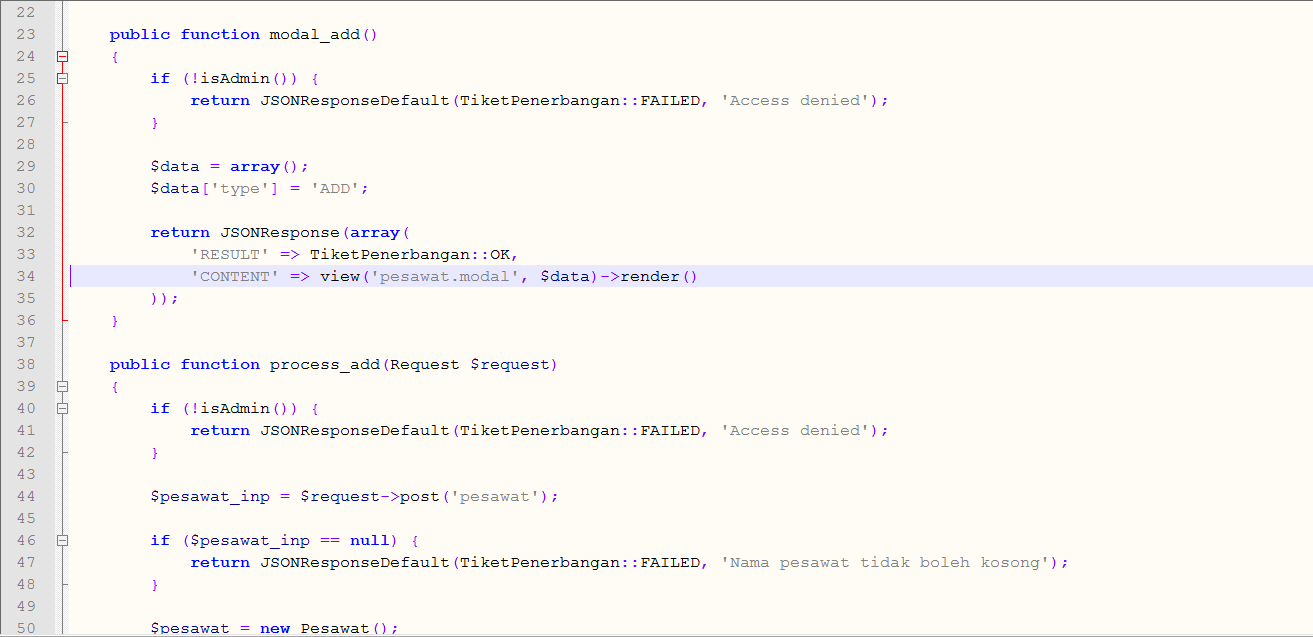 22
23     public function modal_add()
24     {
25         if (!isAdmin()) {
26             return JSONResponseDefault(TiketPenerbangan::FAILED, 'Access denied');
27         }
28
29         $data = array();
30         $data['type'] = 'ADD';
31
32         return JSONResponse(array(
33             'RESULT' => TiketPenerbangan::OK,
34             'CONTENT' => view('pesawat.modal', $data)->render()
35         ));
36     }
37
38     public function process_add(Request $request)
39     {
40         if (!isAdmin()) {
41             return JSONResponseDefault(TiketPenerbangan::FAILED, 'Access denied');
42         }
43
44         $pesawat_inp = $request->post('pesawat');
45
46         if ($pesawat_inp == null) {
47             return JSONResponseDefault(TiketPenerbangan::FAILED, 'Nama pesawat tidak boleh kosong');
48         }
49
50         $pesawat = new Pesawat();